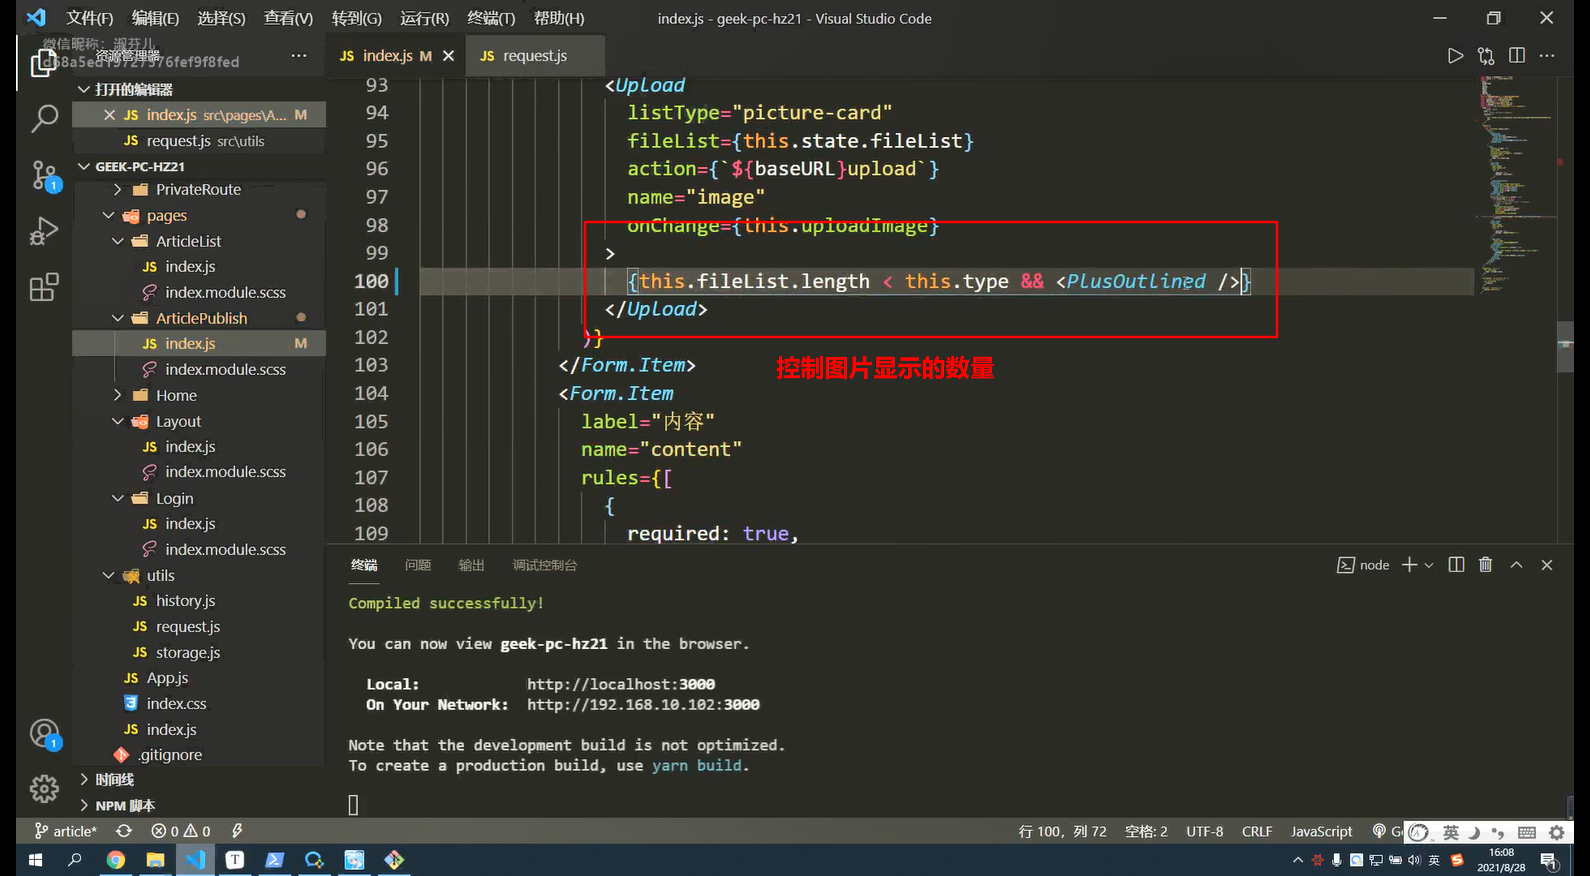 文件(F) 编辑(E) 选择(S) 查看(V) 转到(G) 运行(R) 终端(T) 帮助(H) index.js - geek-pc-hz21 - Visual Studio Code
微信昵称: 淑芬儿
资源管理器 ···
JS index.js M ✕ JS request.js
打开的编辑器
✕ JS index.js src\pages\A... M
JS request.js src\utils
GEEK-PC-HZ21
PrivateRoute
pages
ArticleList
JS index.js
index.module.scss
ArticlePublish
JS index.js M
index.module.scss
Home
Layout
JS index.js
index.module.scss
Login
JS index.js
index.module.scss
utils
JS history.js
JS request.js
JS storage.js
JS App.js
index.css
JS index.js
.gitignore
时间线
NPM 脚本
1
1
93 <Upload
94 listType="picture-card"
95 fileList={this.state.fileList}
96 action={`${baseURL}upload`}
97 name="image"
98 onChange={this.uploadImage}
99 >
100 {this.fileList.length < this.type && <PlusOutlined />}
101 </Upload>
102 )}
103 </Form.Item>
104 <Form.Item
105 label="内容"
106 name="content"
107 rules={[
108 {
109 required: true,
控制图片显示的数量
终端 问题 输出 调试控制台 node
Compiled successfully!
You can now view geek-pc-hz21 in the browser.
Local: http://localhost:3000
On Your Network: http://192.168.10.102:3000
Note that the development build is not optimized.
To create a production build, use yarn build.
article* 0 0 行 100, 列 72 空格: 2 UTF-8 CRLF JavaScript 英
T 英 16:08
2021/8/28
1